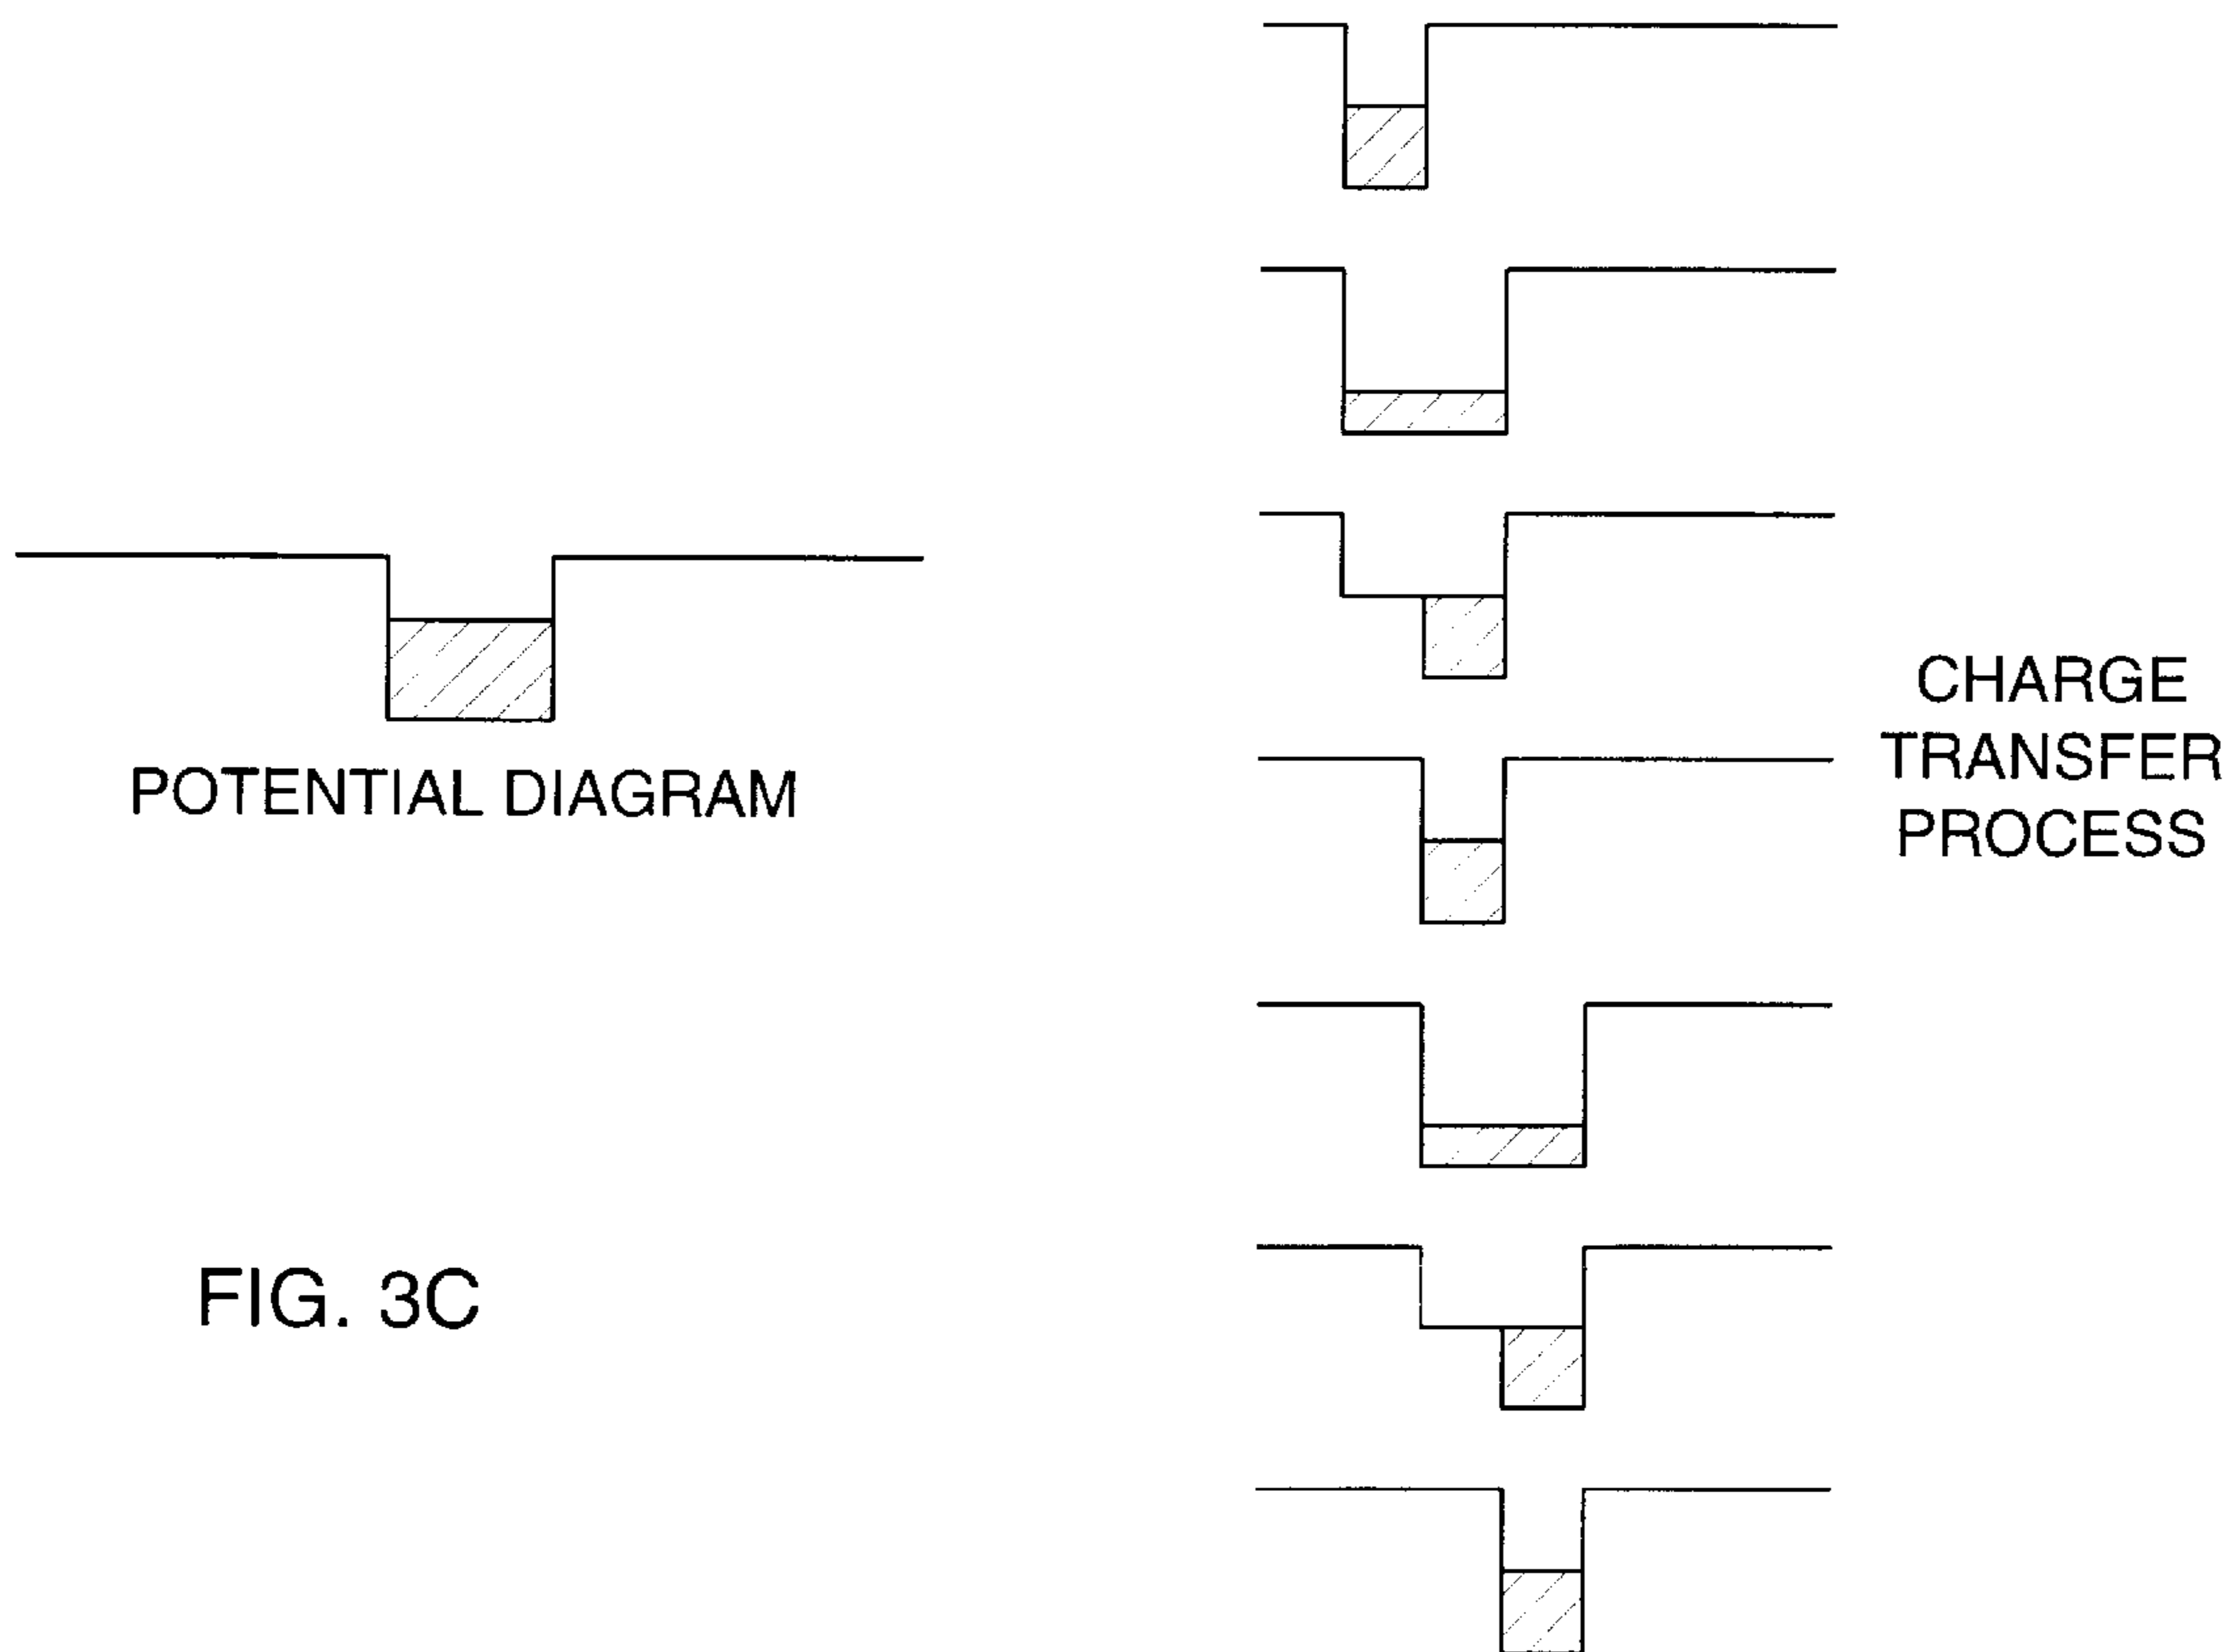 POTENTIAL DIAGRAM
CHARGE
TRANSFER
PROCESS
FIG. 3C